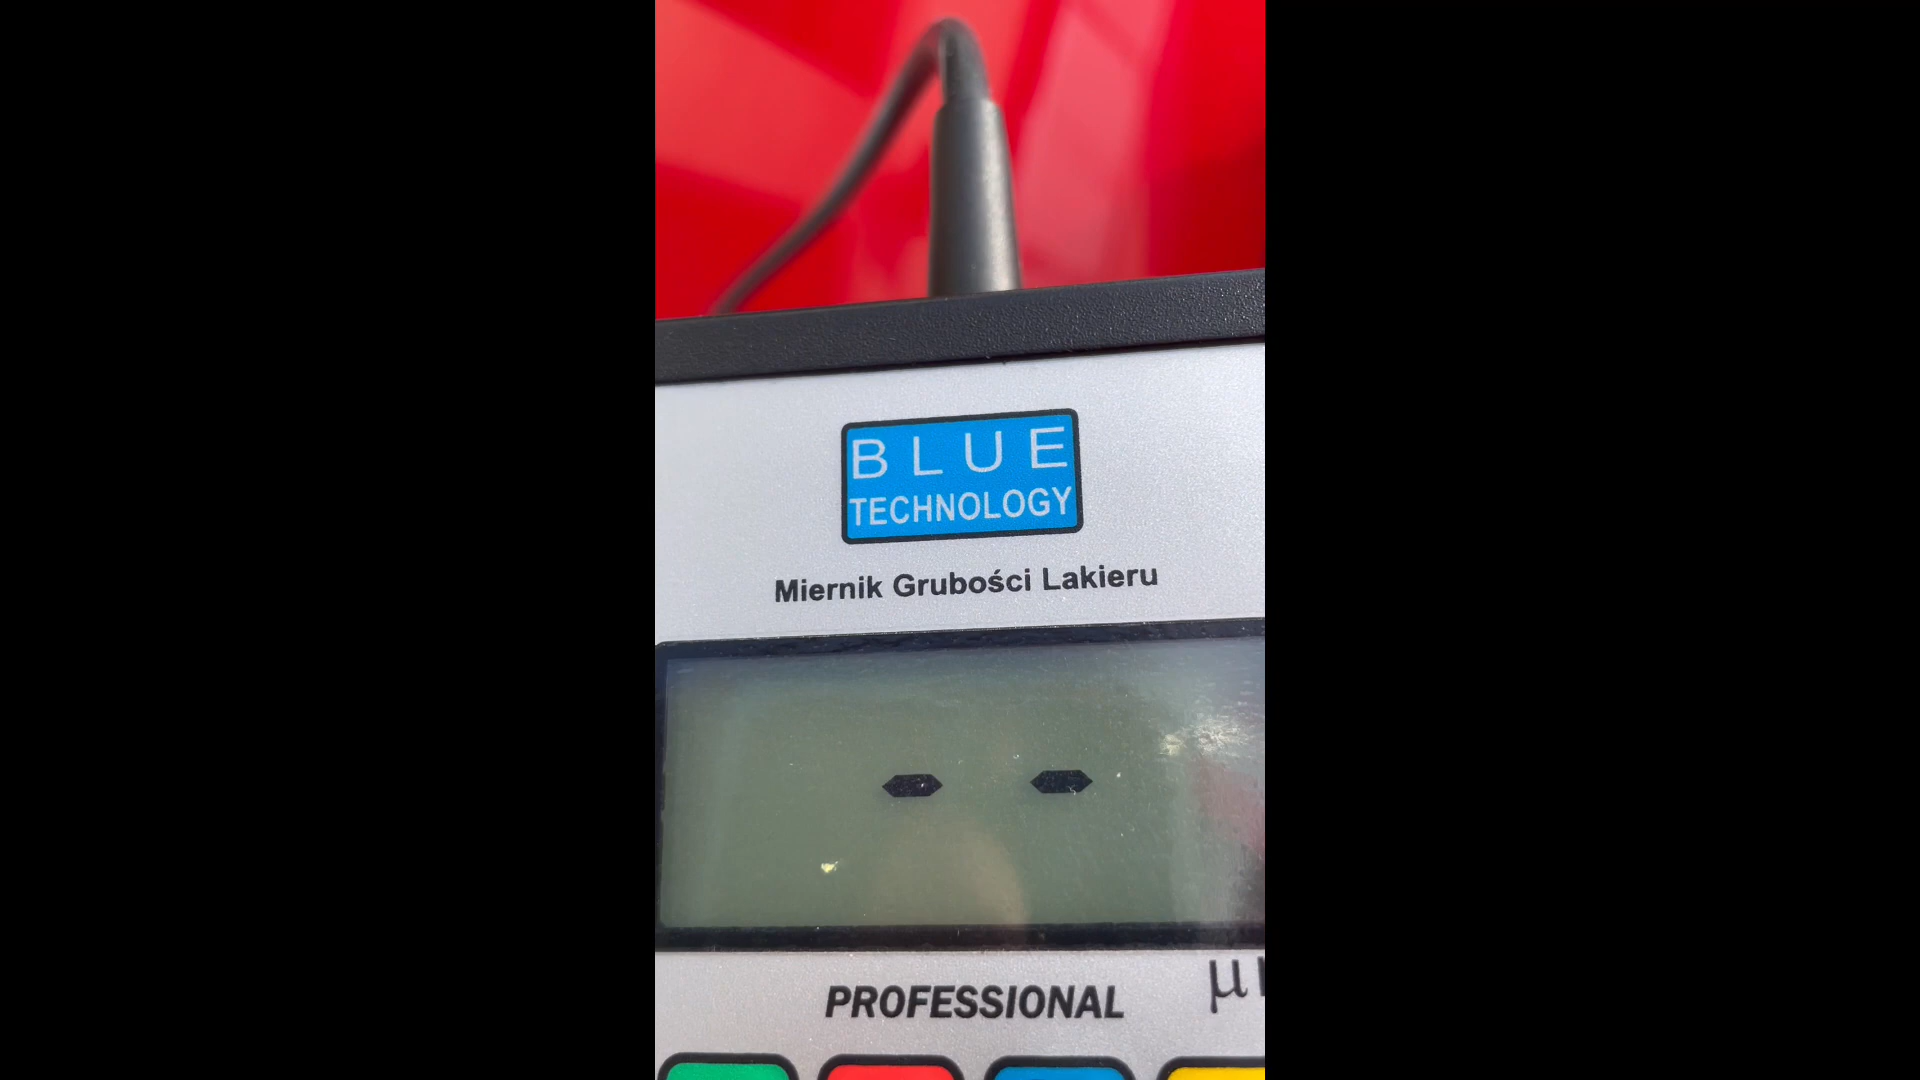 BLUE
TECHNOLOGY
Miernik Grubości Lakieru
- -
PROFESSIONAL